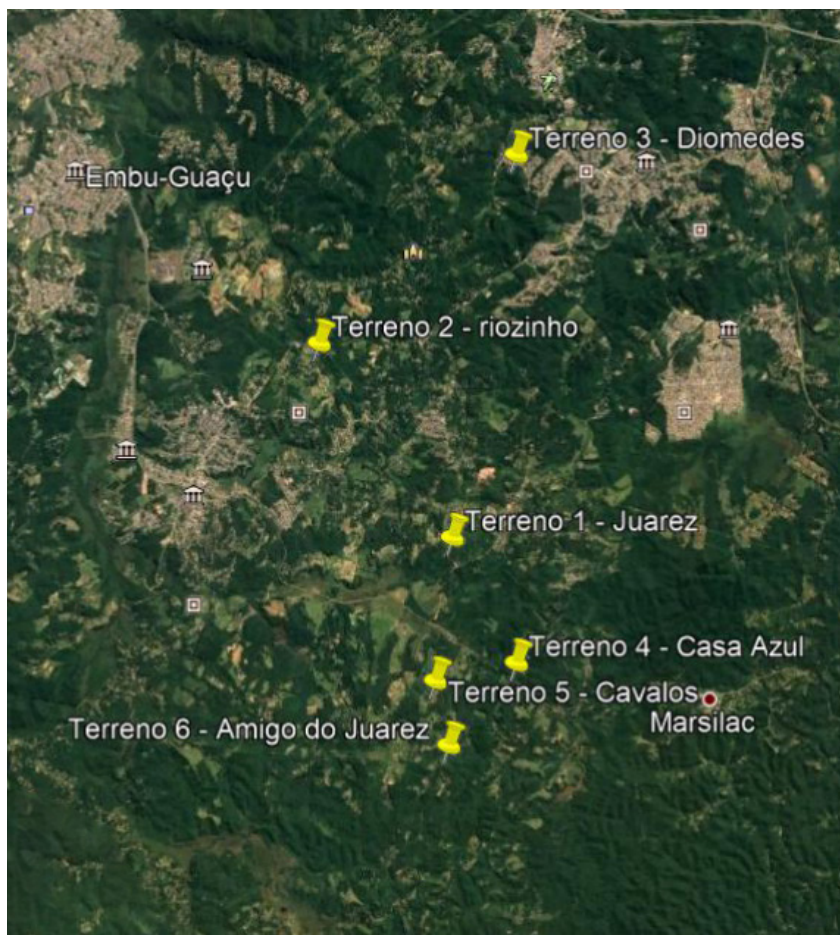 Terreno 3 - Diomedes
Embu-Guaçu
Terreno 2 - riozinho
Terreno 1 - Juarez
Terreno 4 - Casa Azul
Terreno 5 - Cavalos
Marsilac
Terreno 6 - Amigo do Juarez